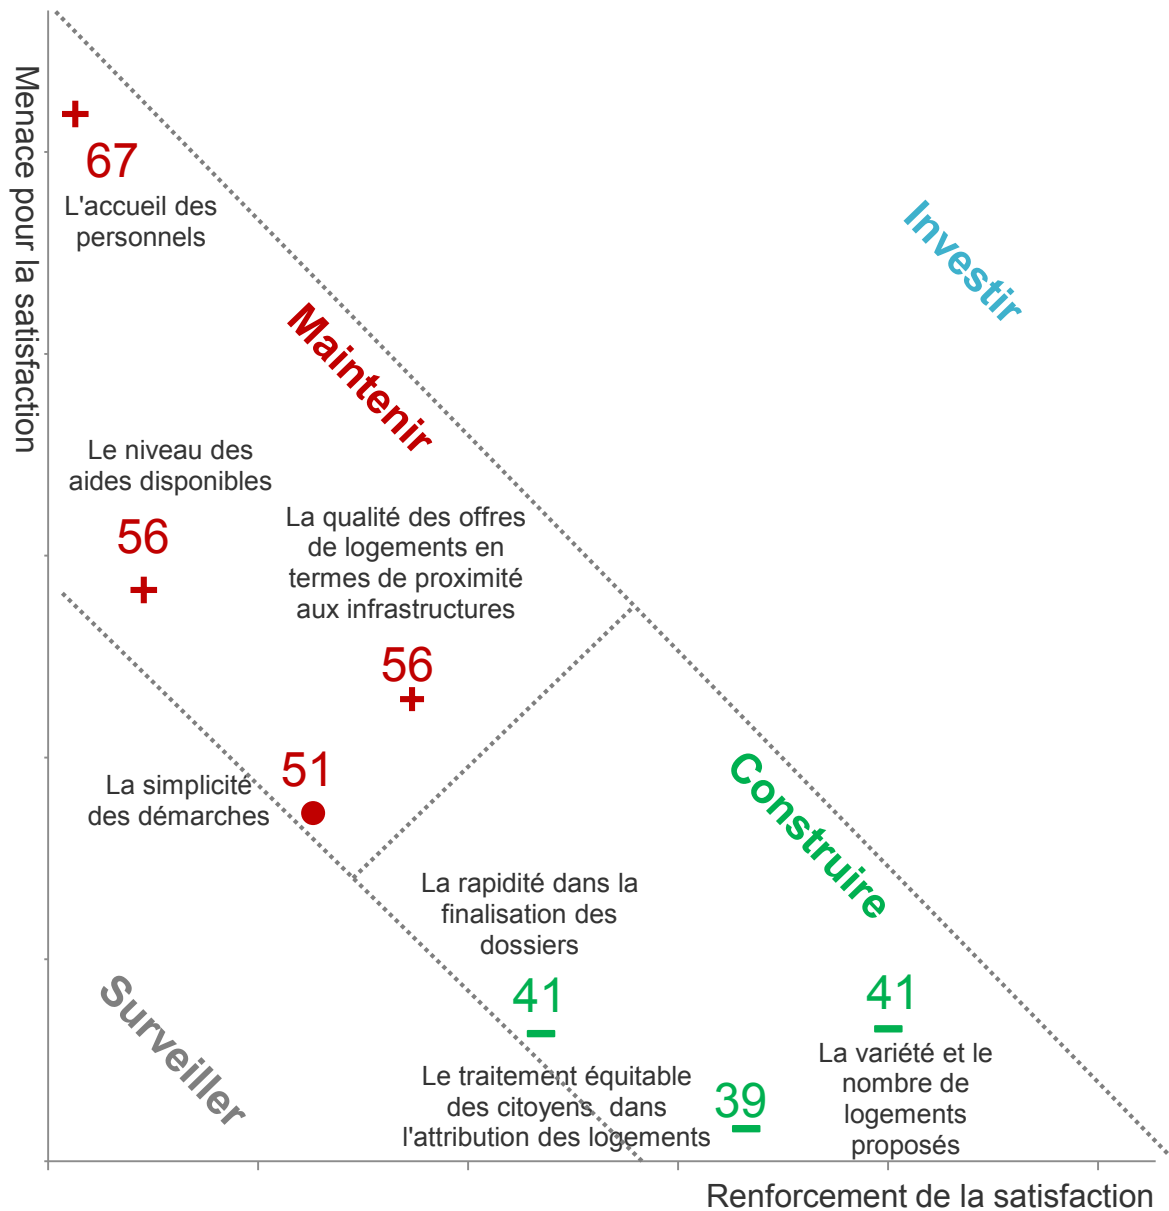 Menace pour la satisfaction
67
L'accueil des
personnels
Investir
Maintenir
Le niveau des
aides disponibles
56
La qualité des offres
de logements en
termes de proximité
aux infrastructures
56
51
La simplicité
des démarches
Construire
La rapidité dans la
finalisation des
dossiers
41
41
La variété et le
nombre de
logements
proposés
Surveiller
Le traitement équitable
des citoyens dans
l'attribution des logements
39
Renforcement de la satisfaction